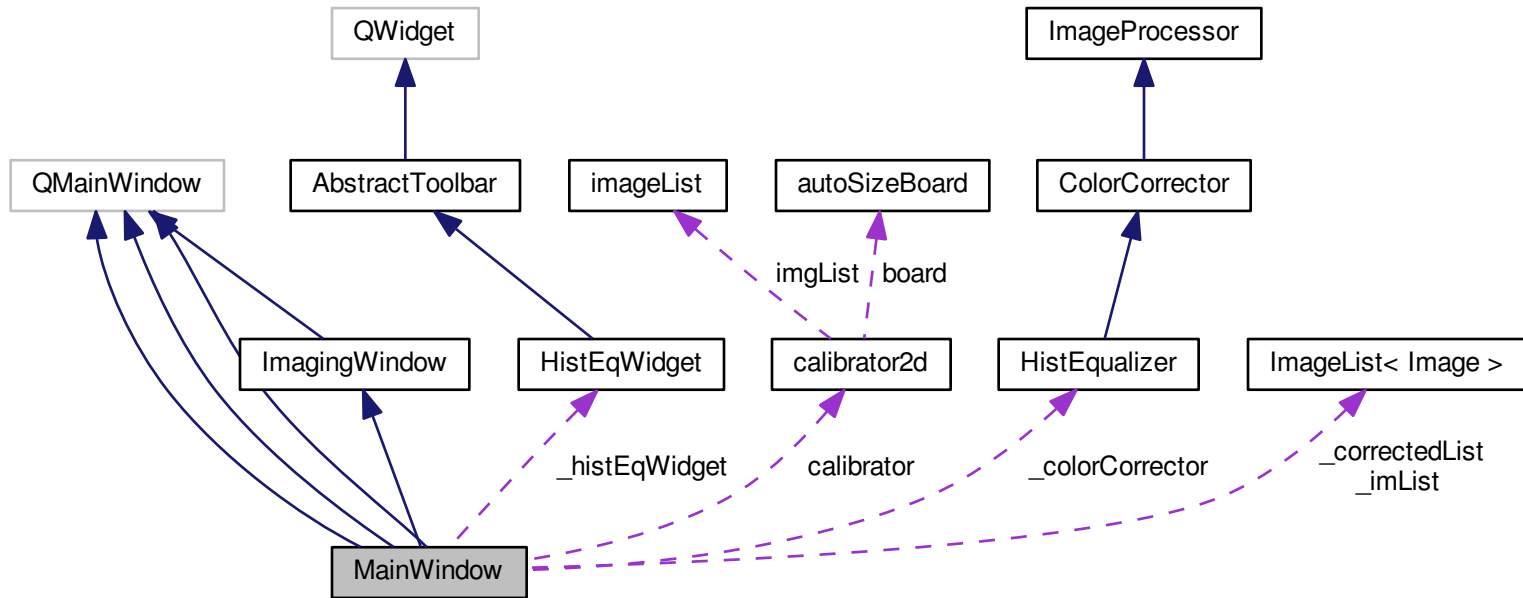 QWidget
ImageProcessor
QMainWindow
AbstractToolbar
imageList
autoSizeBoard
ColorCorrector
imgList
board
ImagingWindow
HistEqWidget
calibrator2d
HistEqualizer
ImageList< Image >
_histEqWidget
calibrator
_colorCorrector
_correctedList
_imList
MainWindow